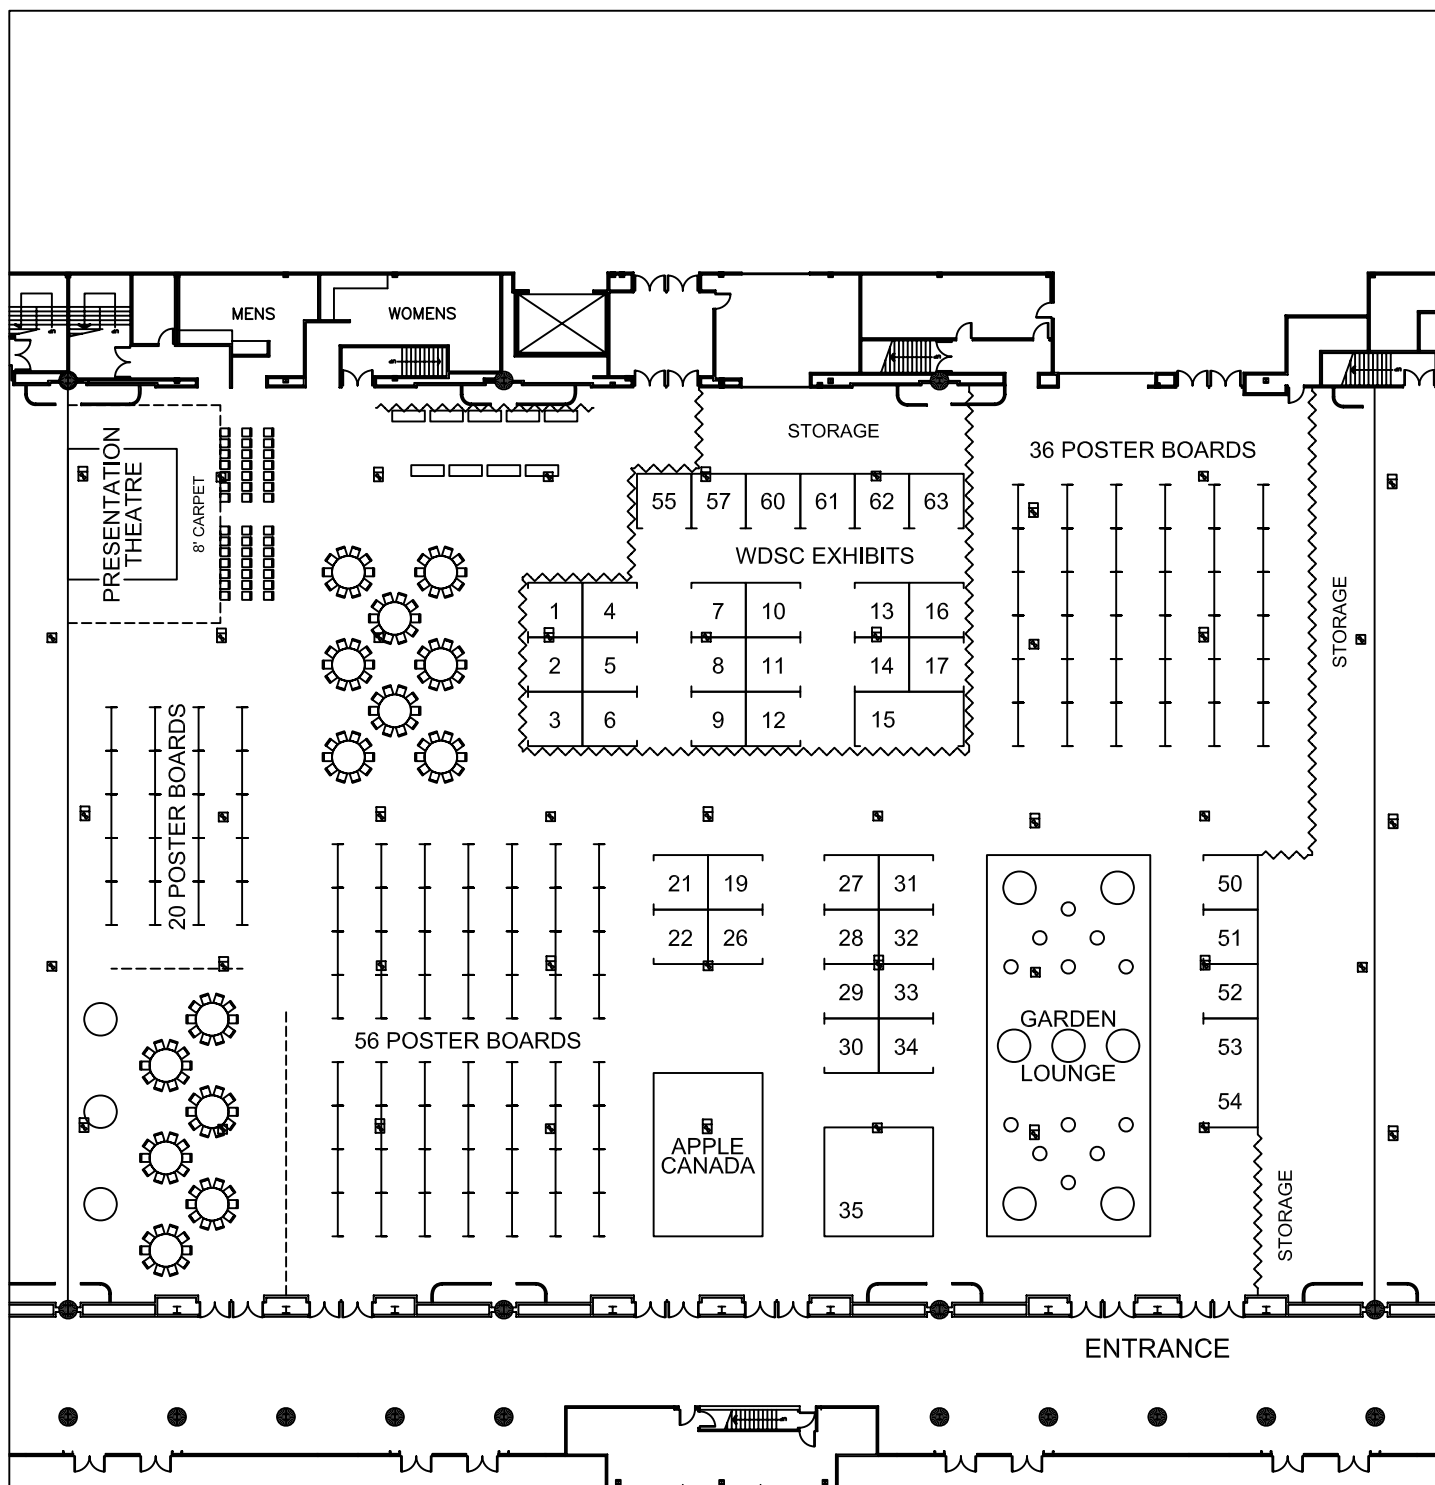 MENS
WOMENS
PRESENTATION
THEATRE
8' CARPET
STORAGE
36 POSTER BOARDS
55 57 60 61 62 63
WDSC EXHIBITS
1 4 7 10 13 16
2 5 8 11 14 17
3 6 9 12 15
STORAGE
20 POSTER BOARDS
21 19 27 31 50
22 26 28 32 51
29 33 52
56 POSTER BOARDS
GARDEN
LOUNGE
30 34 53
54
APPLE
CANADA
35
STORAGE
ENTRANCE